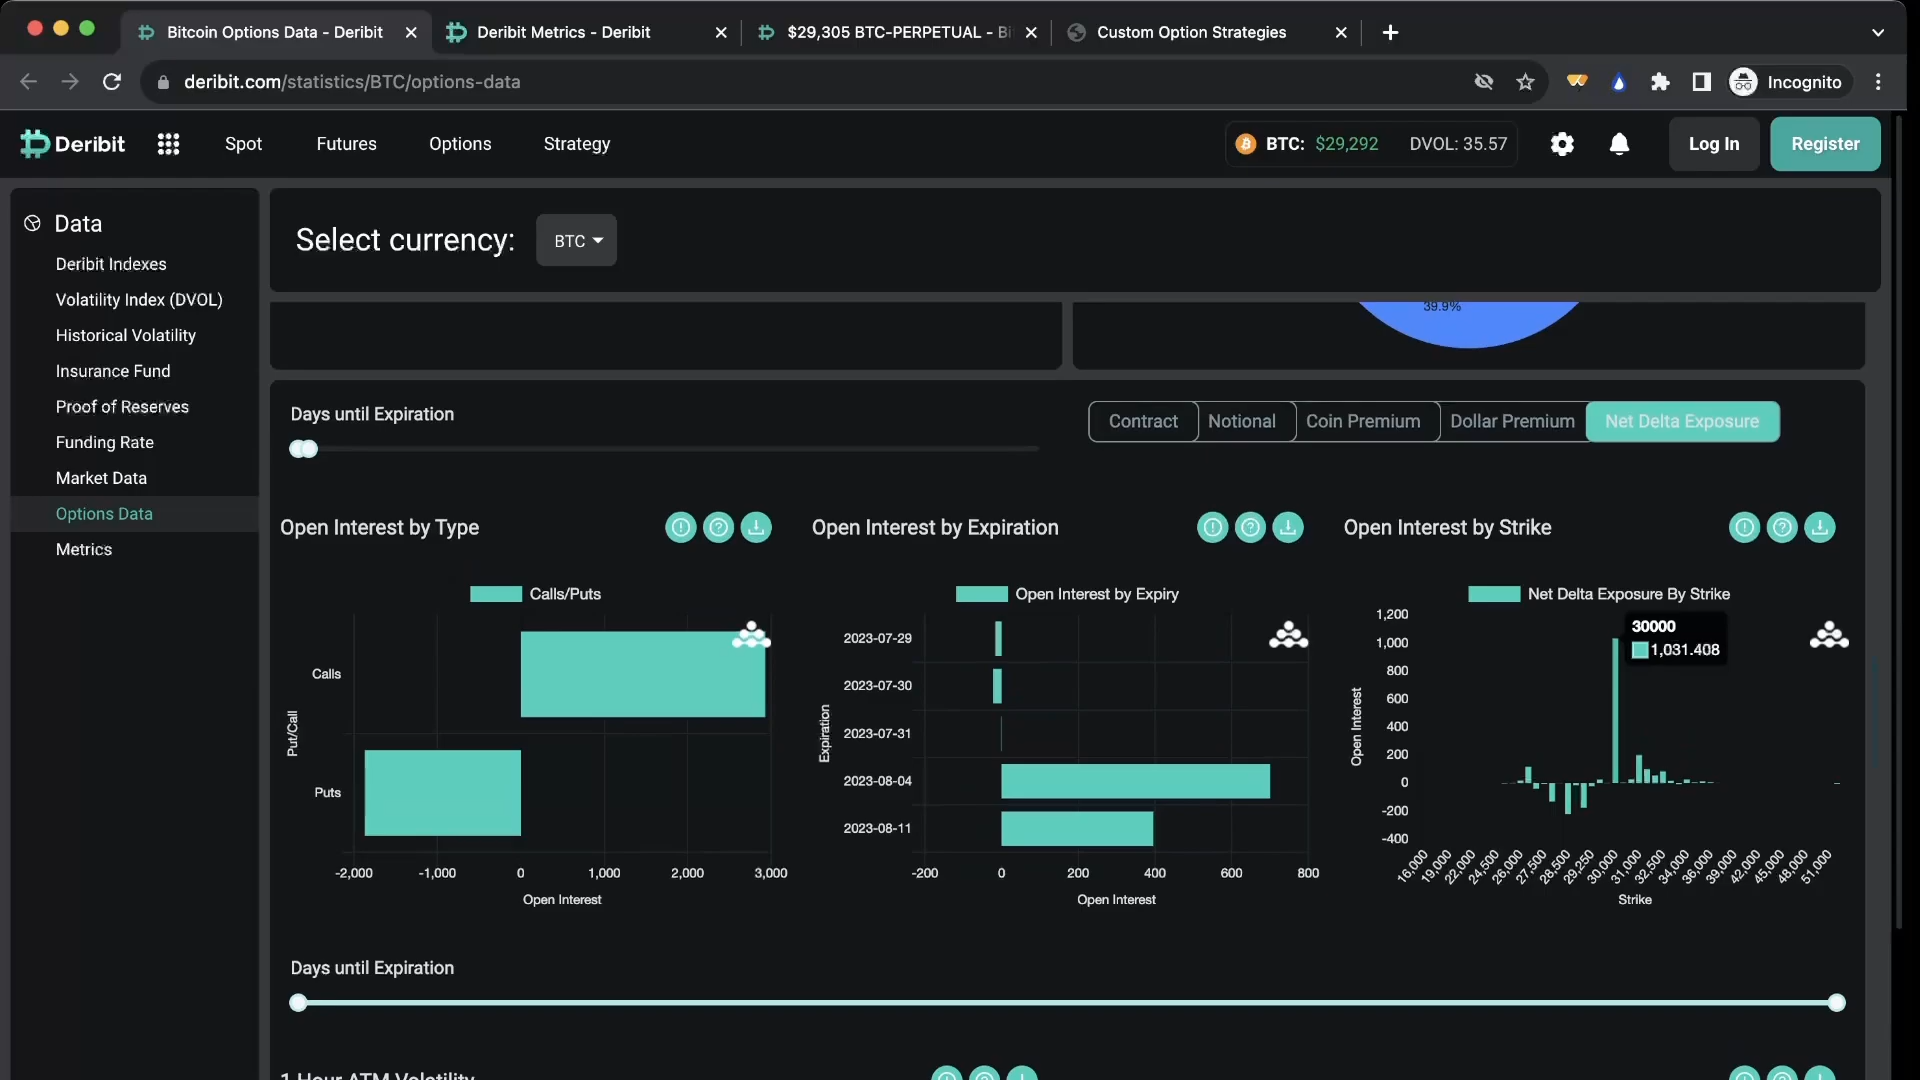 Bitcoin Options Data - Deribit
Deribit Metrics - Deribit
$29,305 BTC-PERPETUAL - Bi
Custom Option Strategies
deribit.com/statistics/BTC/options-data
Incognito
Deribit
Spot
Futures
Options
Strategy
BTC: $29,292
DVOL: 35.57
Log In
Register
Data
Deribit Indexes
Volatility Index (DVOL)
Historical Volatility
Insurance Fund
Proof of Reserves
Funding Rate
Market Data
Options Data
Metrics
Select currency:
BTC
39.9%
Days until Expiration
Contract
Notional
Coin Premium
Dollar Premium
Net Delta Exposure
Open Interest by Type
Calls/Puts
Put/Call
Calls
Puts
-2,000
-1,000
0
1,000
2,000
3,000
Open Interest
Open Interest by Expiration
Open Interest by Expiry
Expiration
2023-07-29
2023-07-30
2023-07-31
2023-08-04
2023-08-11
-200
0
200
400
600
800
Open Interest
Open Interest by Strike
Net Delta Exposure By Strike
30000
1,031.408
Open Interest
1,200
1,000
800
600
400
200
0
-200
-400
16,000
19,000
22,000
24,500
26,000
27,500
28,500
29,250
30,000
31,000
32,500
34,000
36,000
39,000
42,000
45,000
48,000
51,000
Strike
Days until Expiration
1 Hour ATM Volatility